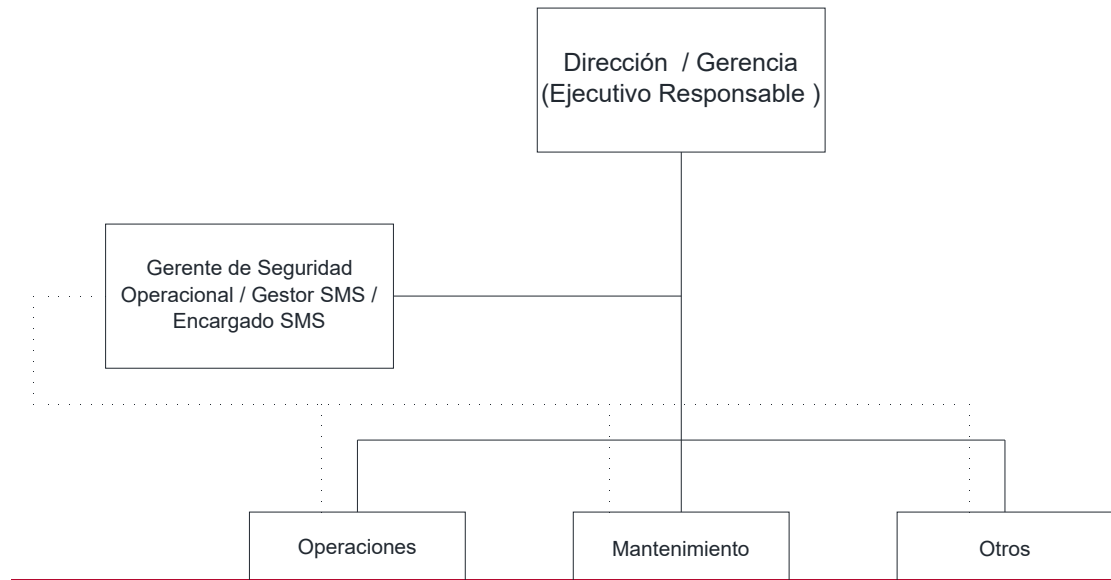 Dirección / Gerencia
(Ejecutivo Responsable )
Gerente de Seguridad
Operacional / Gestor SMS /
Encargado SMS
Operaciones
Mantenimiento
Otros